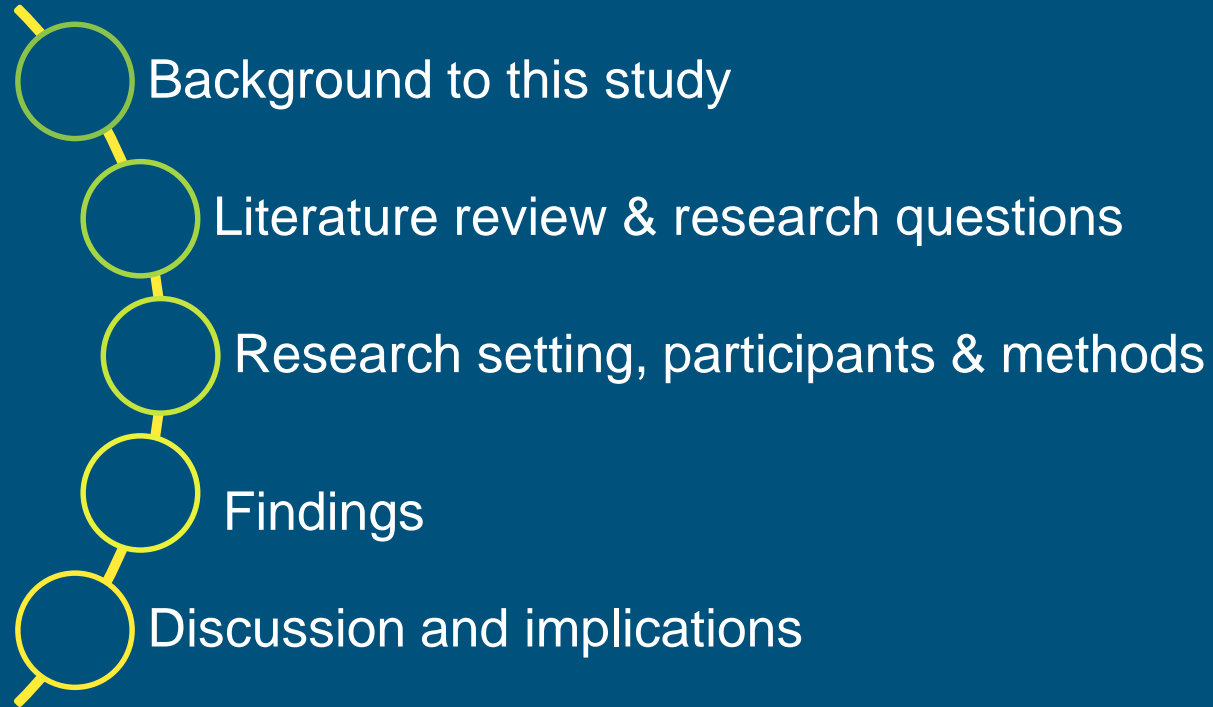 Background to this study
Literature review & research questions
Research setting, participants & methods
Findings
Discussion and implications